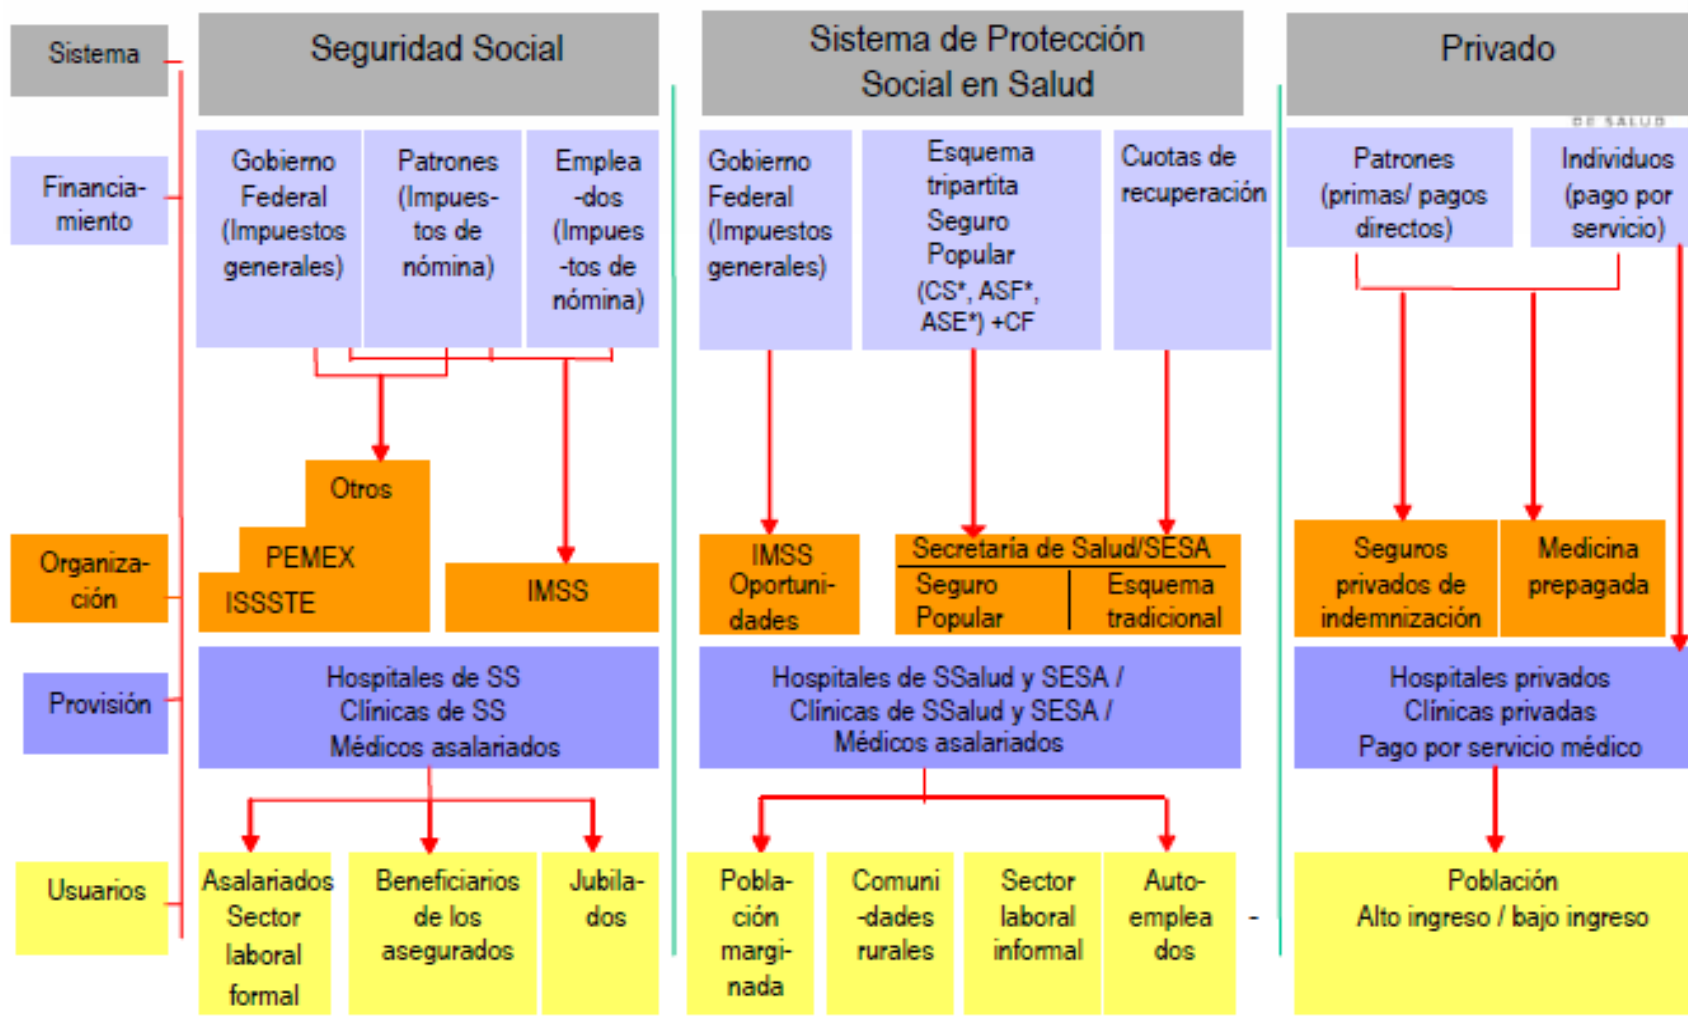 Sistema
Seguridad Social
Sistema de Protección
Social en Salud
Privado
DE SALUD
Financia-
miento
Gobierno
Federal
(Impuestos
generales)
Patrones
(Impues-
tos de
nómina)
Emplea
-dos
(Impues
-tos de
nómina)
Gobierno
Federal
(Impuestos
generales)
Esquema
tripartita
Seguro
Popular
(CS*, ASF*,
ASE*) +CF
Cuotas de
recuperación
Patrones
(primas/ pagos
directos)
Individuos
(pago por
servicio)
Organiza-
ción
Otros
PEMEX
ISSSTE
IMSS
IMSS
Oportuni-
dades
Secretaría de Salud/SESA
Seguro
Popular
Esquema
tradicional
Seguros
privados de
indemnización
Medicina
prepagada
Provisión
Hospitales de SS
Clínicas de SS
Médicos asalariados
Hospitales de SSalud y SESA /
Clínicas de SSalud y SESA /
Médicos asalariados
Hospitales privados
Clínicas privadas
Pago por servicio médico
Usuarios
Asalariados
Sector
laboral
formal
Beneficiarios
de los
asegurados
Jubila-
dos
Pobla-
ción
margi-
nada
Comuni
-dades
rurales
Sector
laboral
informal
Auto-
emplea
dos
-
Población
Alto ingreso / bajo ingreso